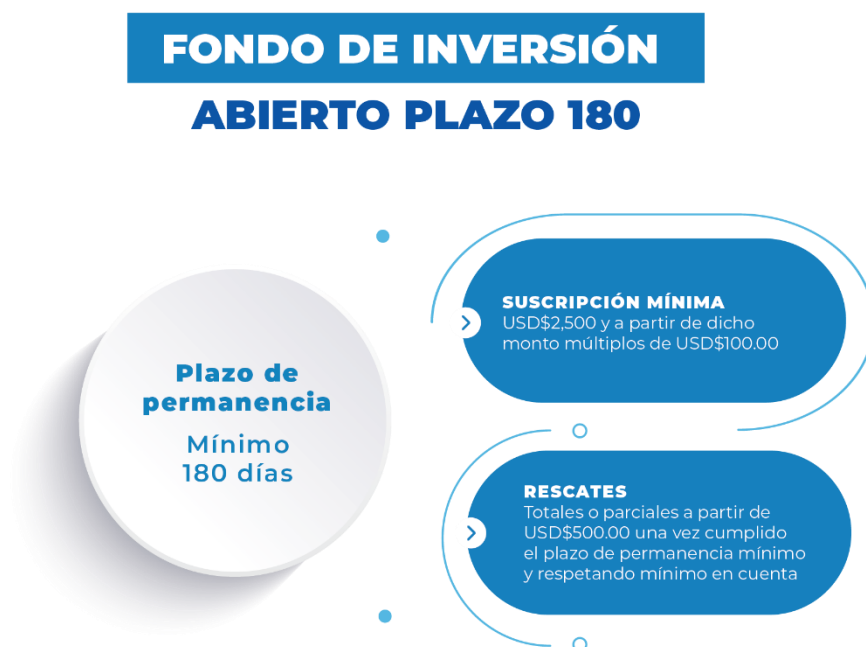 FONDO DE INVERSIÓN
ABIERTO PLAZO 180
Plazo de
permanencia
Mínimo
180 días
SUSCRIPCIÓN MÍNIMA
USD$2,500 y a partir de dicho
monto múltiplos de USD$100.00
RESCATES
Totales o parciales a partir de
USD$500.00 una vez cumplido
el plazo de permanencia mínimo
y respetando mínimo en cuenta